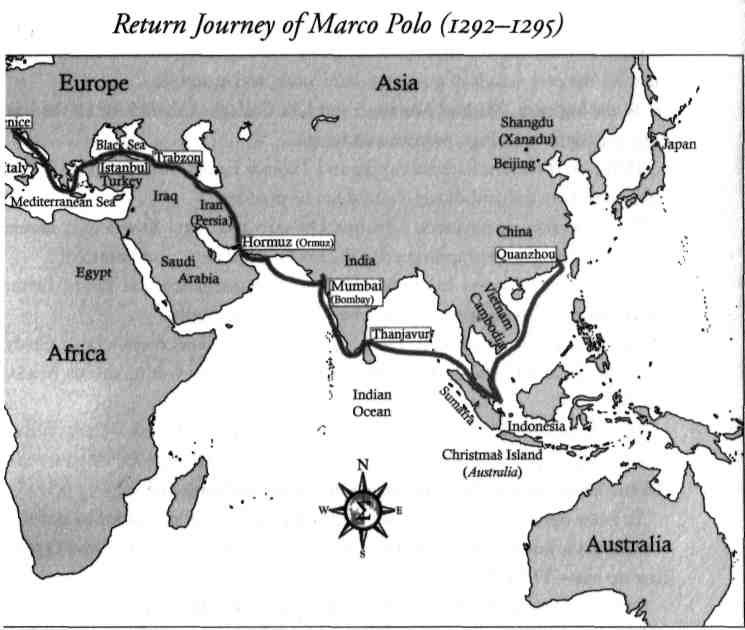 Return Journey of Marco Polo (1292–1295)
Europe
Asia
Shangdu
(Xanadu)
Beijing
Japan
enice
Black Sea
Trabzon
Istanbul
Turkey
taly
Mediterranean Sea
Iraq
Iran
(Persia)
Hormuz (Ormuz)
China
Quanzhou
Egypt
Saudi
Arabia
India
Mumbai
(Bombay)
Vietnam
Cambodia
Thanjavur
Africa
Indian
Ocean
Sumatra
Indonesia
Christmas Island
(Australia)
N
W
E
S
Σ
Australia